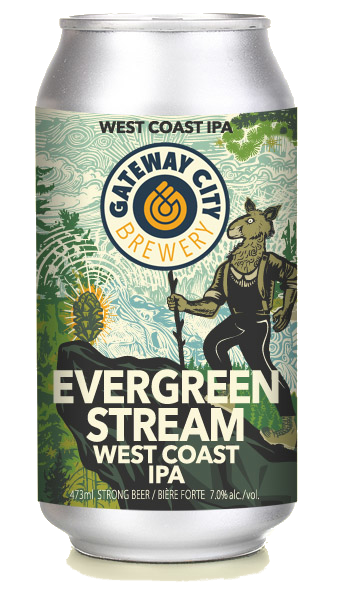 WEST COAST IPA
GATEWAY CITY
BREWERY
EVERGREEN
STREAM
WEST COAST
IPA
473ml STRONG BEER / BIÈRE FORTE 7.0% alc./vol.